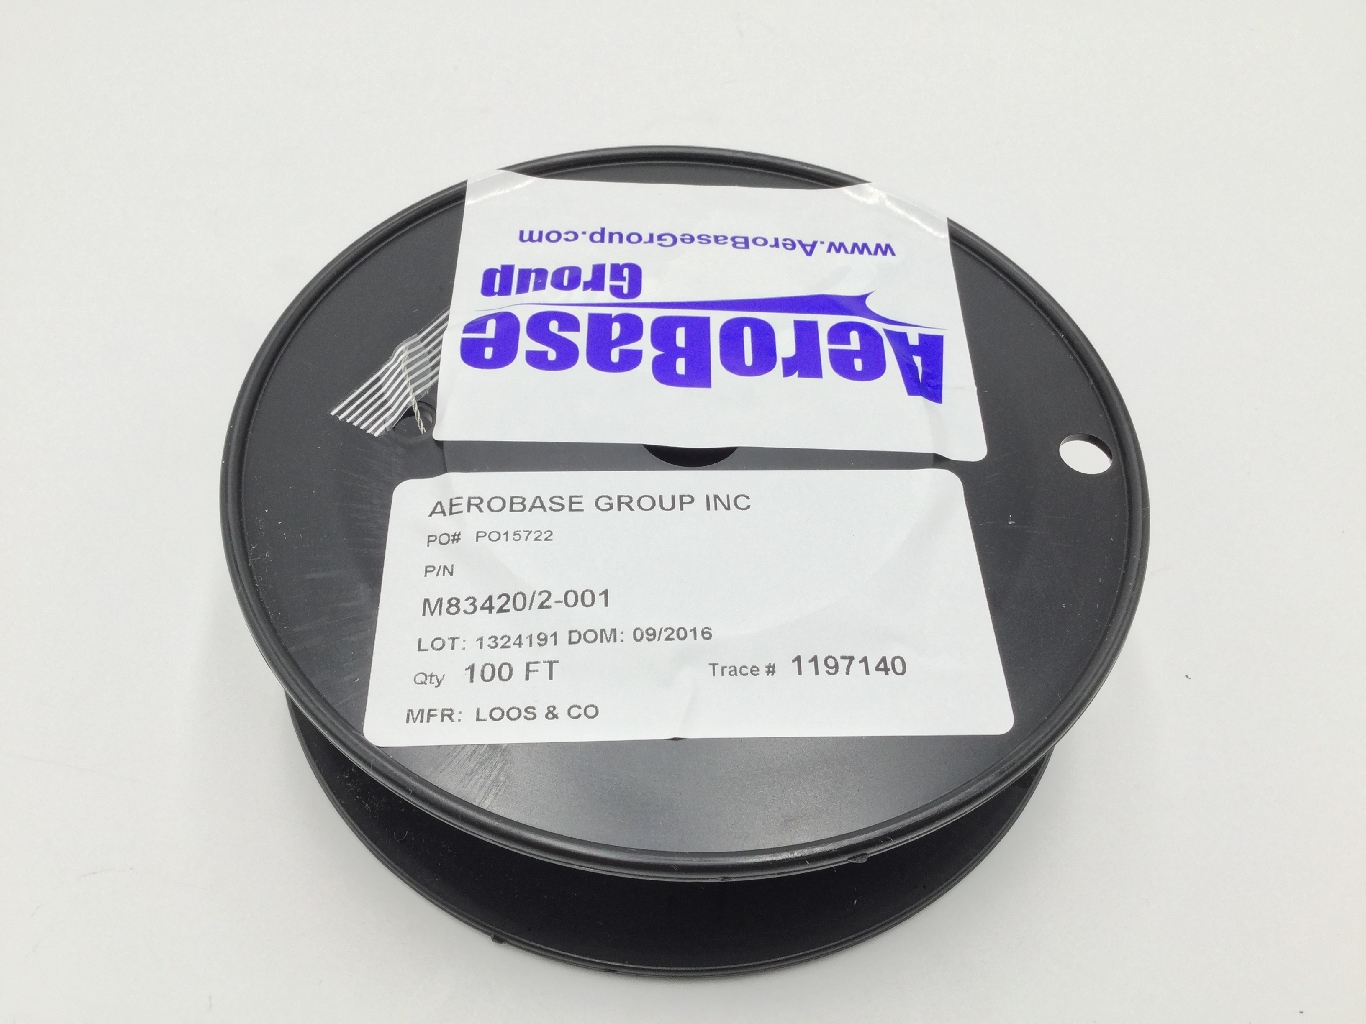 www.AeroBaseGroup.com
Group
AeroBase
AEROBASE GROUP INC
PO# PO15722
P/N
M83420/2-001
LOT: 1324191 DOM: 09/2016
Qty 100 FT Trace # 1197140
MFR: LOOS & CO